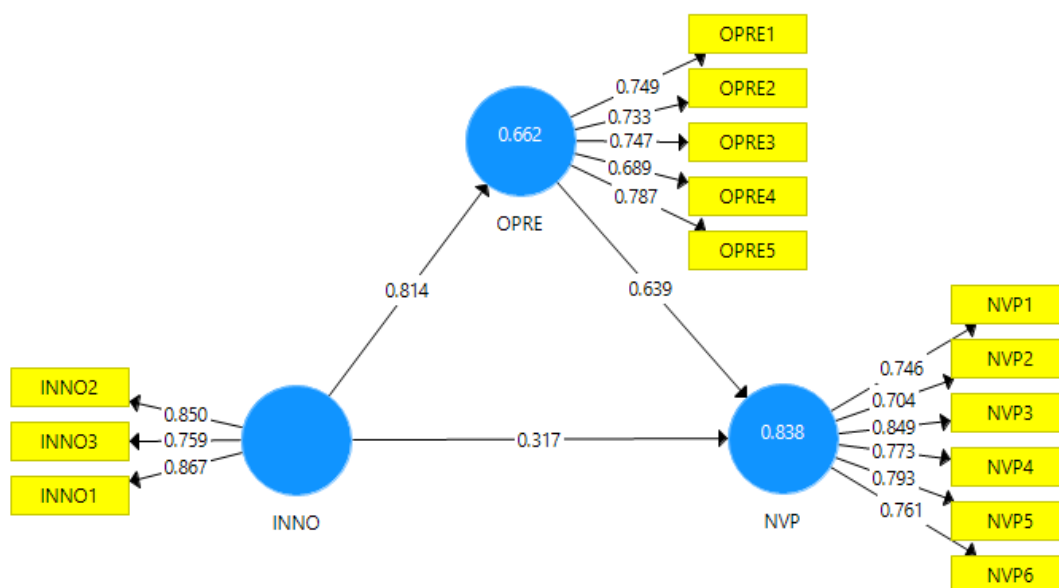 OPRE1
0.749
OPRE2
0.733
0.662
0.747
OPRE3
0.689
OPRE4
0.787
OPRE
OPRE5
0.814
0.639
NVP1
0.746
NVP2
INNO2
0.704
0.850
NVP3
0.849
INNO3
0.759
0.317
0.838
0.773
NVP4
0.867
0.793
INNO1
0.761
NVP5
INNO
NVP
NVP6